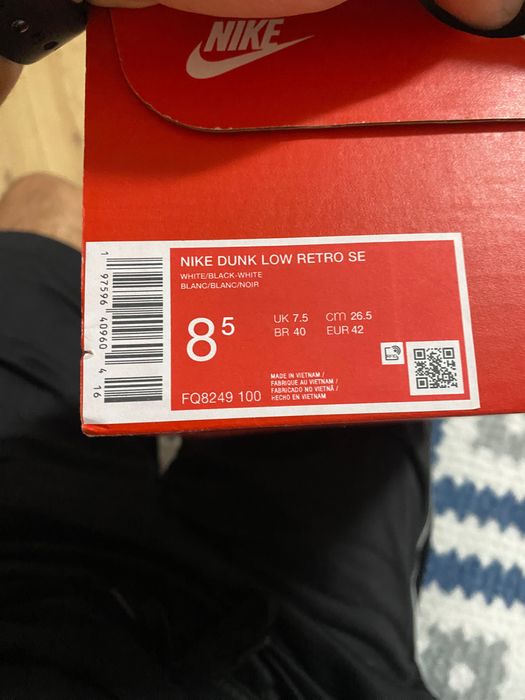 NIKE
NIKE DUNK LOW RETRO SE
WHITE/BLACK-WHITE
BLANC/BLANC/NOIR
8⁵
UK 7.5 cm 26.5
BR 40 EUR 42
MADE IN VIETNAM /
FABRIQUE AU VIETNAM /
FABRICADO NO VIETNÃ /
HECHO EN VIETNAM
FQ8249 100
1 97596 40960 4 16